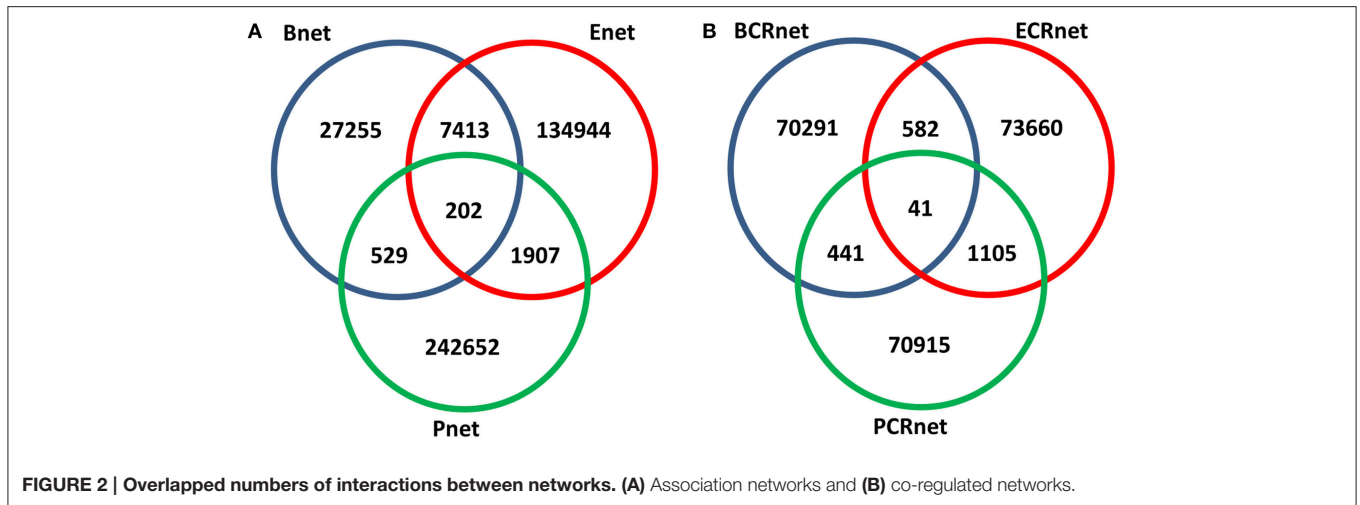 A Bnet Enet
27255 7413 134944
202
529 1907
242652
Pnet
B BCRnet ECRnet
70291 582 73660
41
441 1105
70915
PCRnet
FIGURE 2 | Overlapped numbers of interactions between networks. (A) Association networks and (B) co-regulated networks.